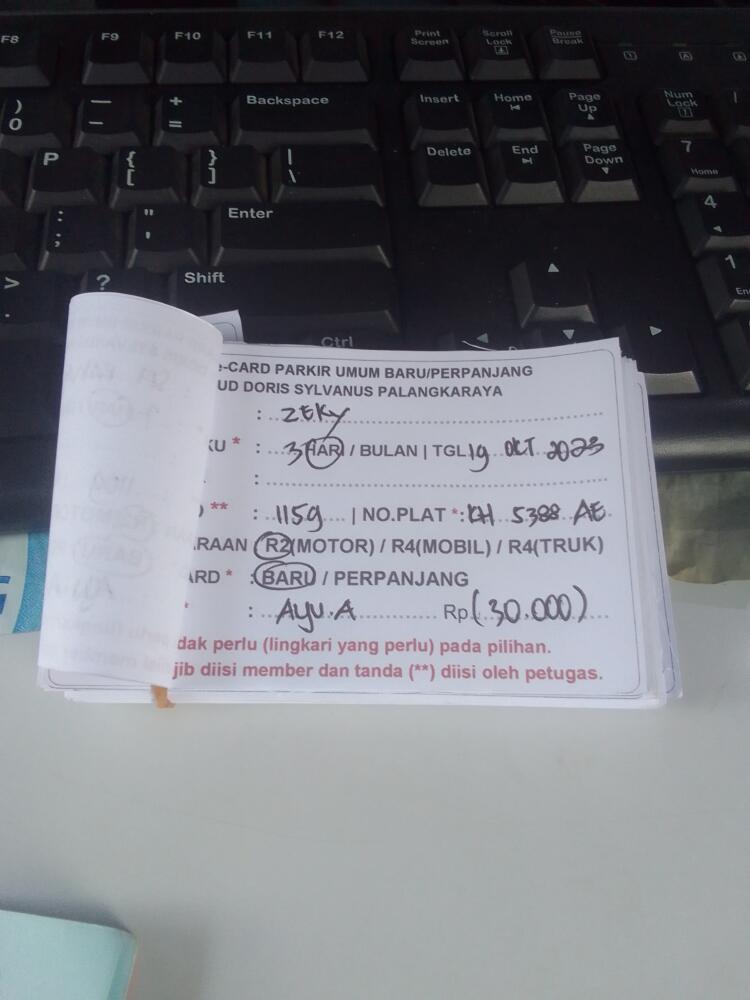 F8 F9 F10 F11 F12 Print Screen Scroll Lock Pause Break
) 0 — - + = Backspace Insert Home Page Up Num Lock /
P { [ } ] | \ Delete End Page Down 7 Home
: ; " ' Enter 4
> . ? Shift 1 En
Ctrl
e-CARD PARKIR UMUM BARU/PERPANJANG
UD DORIS SYLVANUS PALANGKARAYA
: ZEKY
KU * : 3 HARI / BULAN | TGL 19 OKT 2023
:
) ** : 1159 | NO.PLAT *: KH 5388 AE
ARAAN (R2(MOTOR) / R4(MOBIL) / R4(TRUK)
ARD * : BARU / PERPANJANG
* : AYU.A Rp (30.000)
dak perlu (lingkari yang perlu) pada pilihan.
jib diisi member dan tanda (**) diisi oleh petugas.